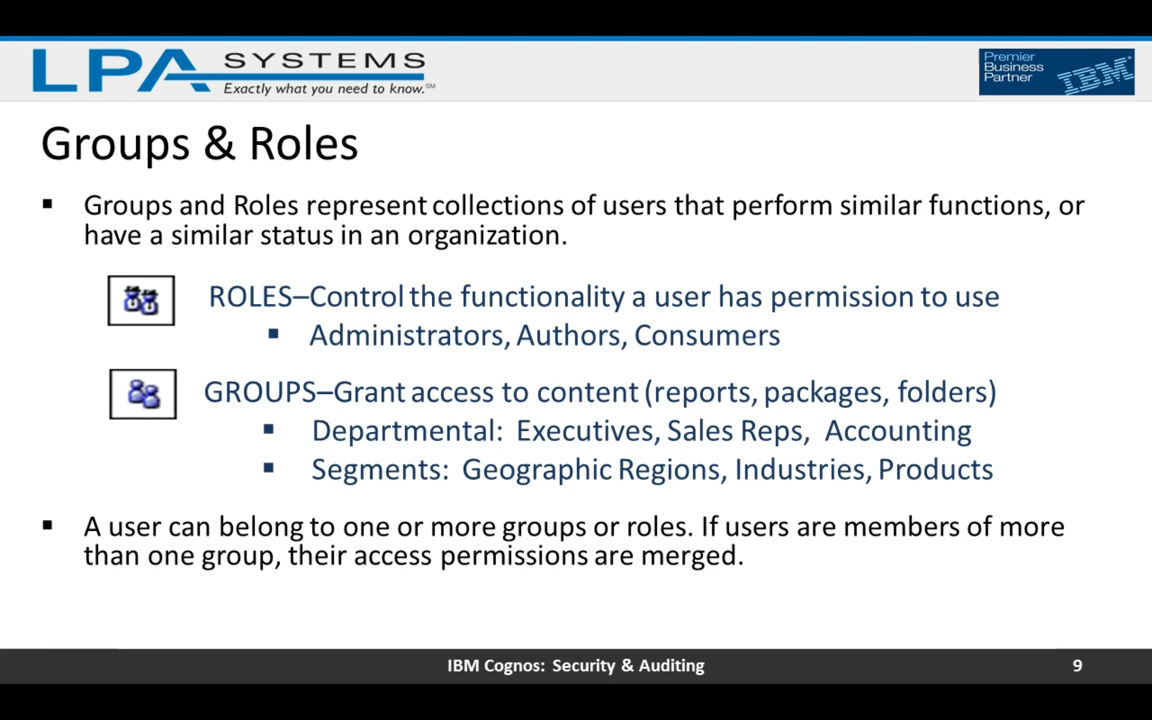 LPA SYSTEMS
Exactly what you need to know.℠
Premier
Business
Partner
IBM
Groups & Roles
▪ Groups and Roles represent collections of users that perform similar functions, or
have a similar status in an organization.
ROLES–Control the functionality a user has permission to use
▪ Administrators, Authors, Consumers
GROUPS–Grant access to content (reports, packages, folders)
▪ Departmental: Executives, Sales Reps, Accounting
▪ Segments: Geographic Regions, Industries, Products
▪ A user can belong to one or more groups or roles. If users are members of more
than one group, their access permissions are merged.
IBM Cognos: Security & Auditing
9